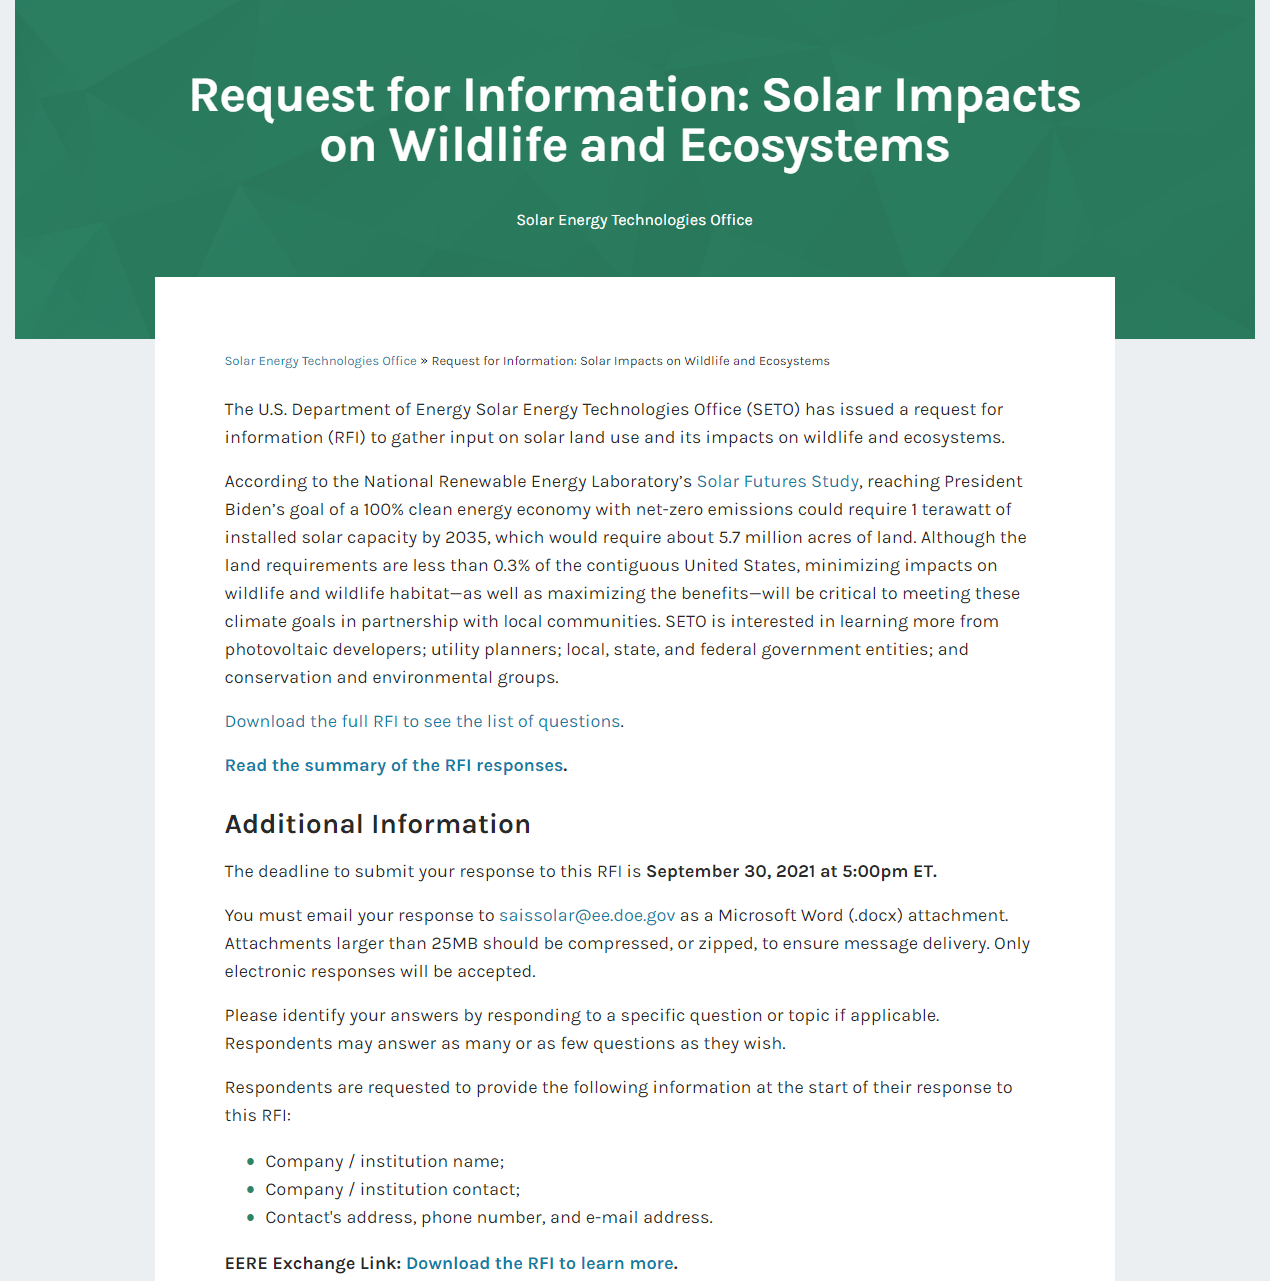 Request for Information: Solar Impacts
on Wildlife and Ecosystems
Solar Energy Technologies Office
Solar Energy Technologies Office » Request for Information: Solar Impacts on Wildlife and Ecosystems
The U.S. Department of Energy Solar Energy Technologies Office (SETO) has issued a request for
information (RFI) to gather input on solar land use and its impacts on wildlife and ecosystems.
According to the National Renewable Energy Laboratory’s Solar Futures Study, reaching President
Biden’s goal of a 100% clean energy economy with net-zero emissions could require 1 terawatt of
installed solar capacity by 2035, which would require about 5.7 million acres of land. Although the
land requirements are less than 0.3% of the contiguous United States, minimizing impacts on
wildlife and wildlife habitat—as well as maximizing the benefits—will be critical to meeting these
climate goals in partnership with local communities. SETO is interested in learning more from
photovoltaic developers; utility planners; local, state, and federal government entities; and
conservation and environmental groups.
Download the full RFI to see the list of questions.
Read the summary of the RFI responses.
Additional Information
The deadline to submit your response to this RFI is September 30, 2021 at 5:00pm ET.
You must email your response to saissolar@ee.doe.gov as a Microsoft Word (.docx) attachment.
Attachments larger than 25MB should be compressed, or zipped, to ensure message delivery. Only
electronic responses will be accepted.
Please identify your answers by responding to a specific question or topic if applicable.
Respondents may answer as many or as few questions as they wish.
Respondents are requested to provide the following information at the start of their response to
this RFI:
• Company / institution name;
• Company / institution contact;
• Contact's address, phone number, and e-mail address.
EERE Exchange Link: Download the RFI to learn more.